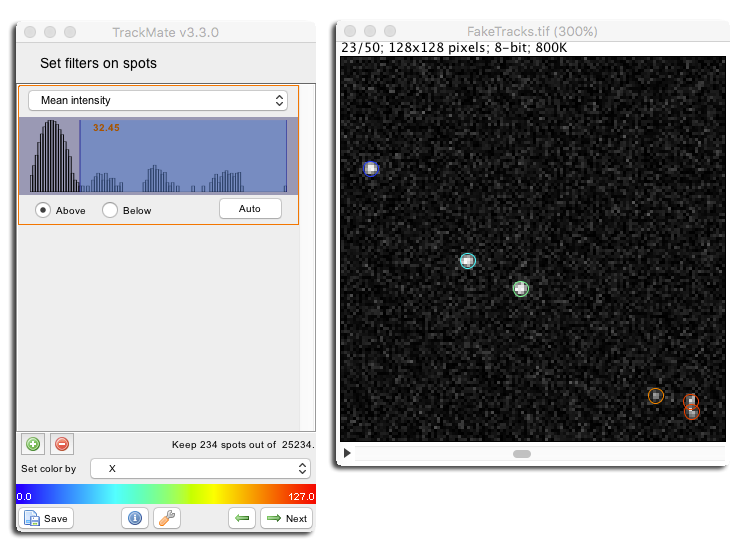 TrackMate v3.3.0
Set filters on spots
Mean intensity
32.45
Above
Below
Auto
Keep 234 spots out of 25234.
Set color by
X
0.0
127.0
Save
Next
FakeTracks.tif (300%)
23/50; 128x128 pixels; 8-bit; 800K